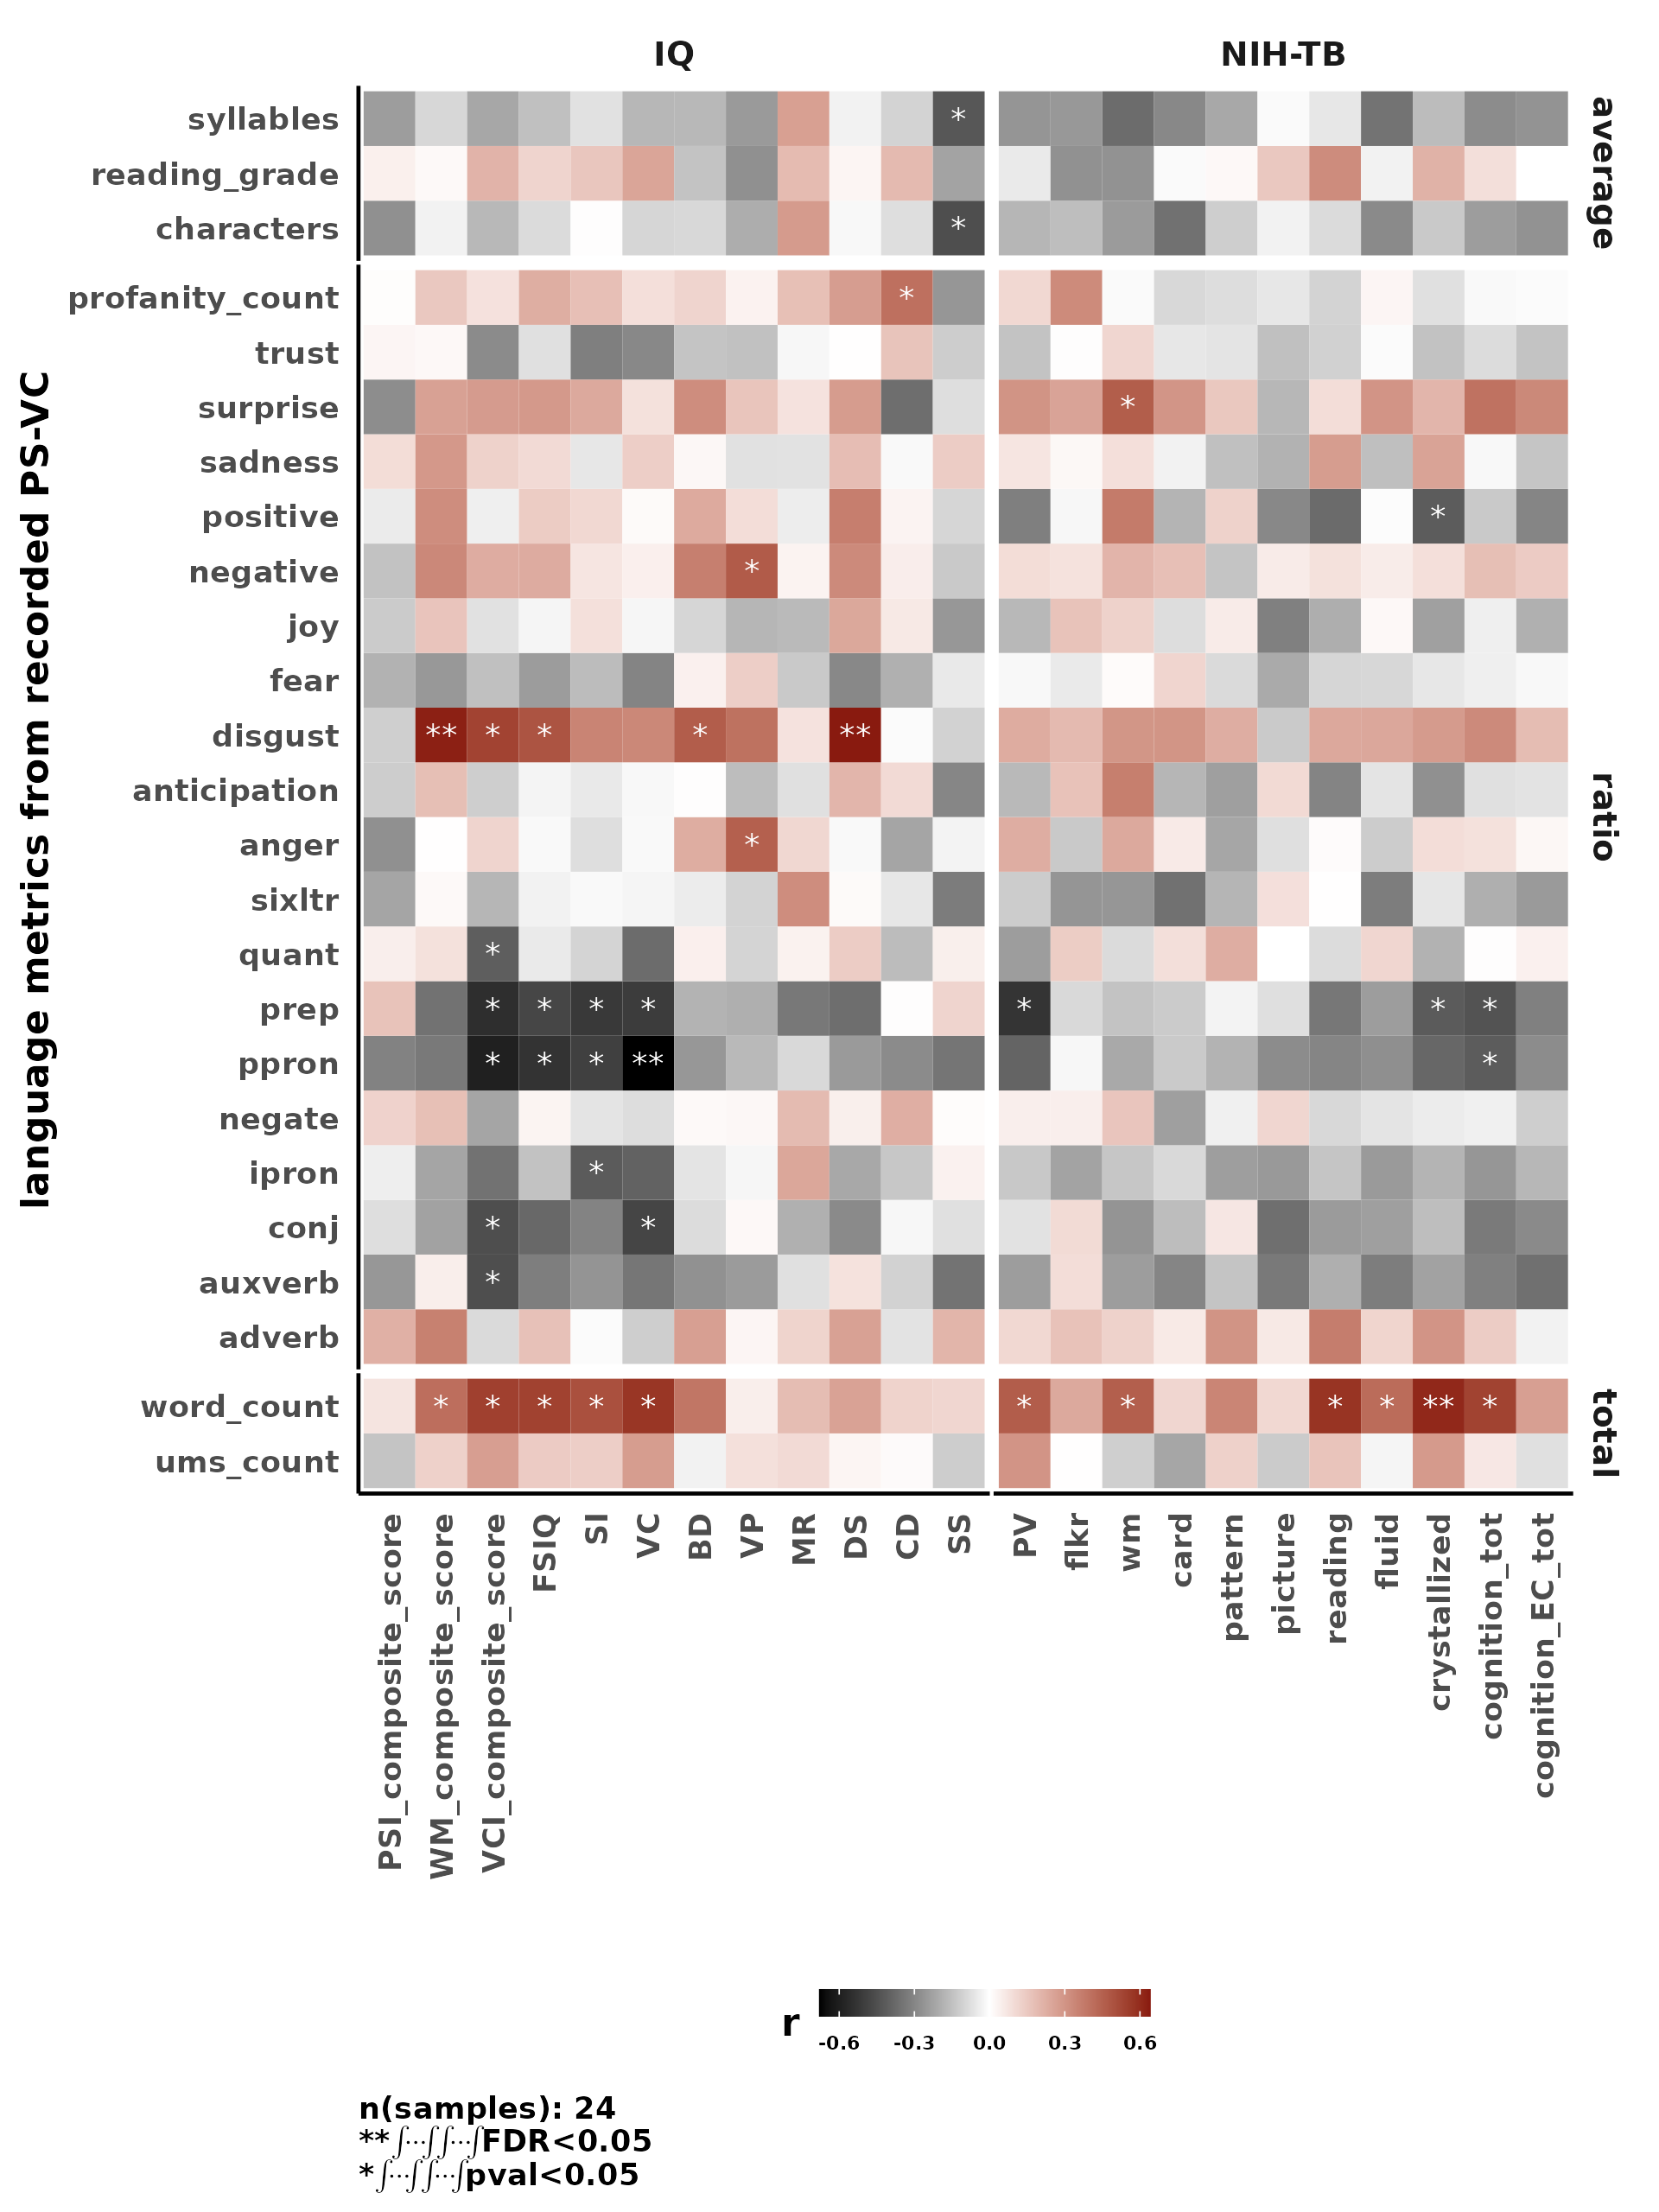 IQ
NIH-TB
language metrics from recorded PS-VC
syllables *
reading_grade
characters *
average
profanity_count *
trust
surprise *
sadness
positive *
negative *
joy
fear
disgust ** * * * **
anticipation
anger *
sixltr
quant *
prep * * * * * * *
ppron * * * ** *
negate
ipron *
conj * *
auxverb *
adverb
ratio
word_count * * * * * * * * * ** *
ums_count
total
PSI_composite_score
WM_composite_score
VCI_composite_score
FSIQ
SI
VC
BD
VP
MR
DS
CD
SS
PV
flkr
wm
card
pattern
picture
reading
fluid
crystallized
cognition_tot
cognition_EC_tot
r
-0.6 -0.3 0.0 0.3 0.6
n(samples): 24
**∫⋯∫∫⋯∫FDR<0.05
*∫⋯∫∫⋯∫pval<0.05